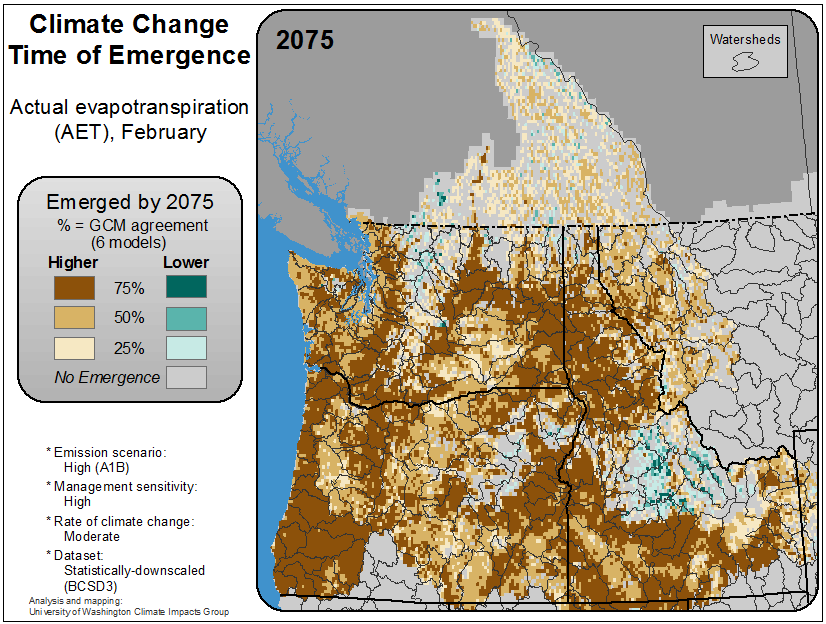 Climate Change
Time of Emergence
Actual evapotranspiration
(AET), February
Emerged by 2075
% = GCM agreement
(6 models)
Higher Lower
75%
50%
25%
No Emergence
* Emission scenario:
High (A1B)
* Management sensitivity:
High
* Rate of climate change:
Moderate
* Dataset:
Statistically-downscaled
(BCSD3)
Analysis and mapping:
University of Washington Climate Impacts Group
2075
Watersheds